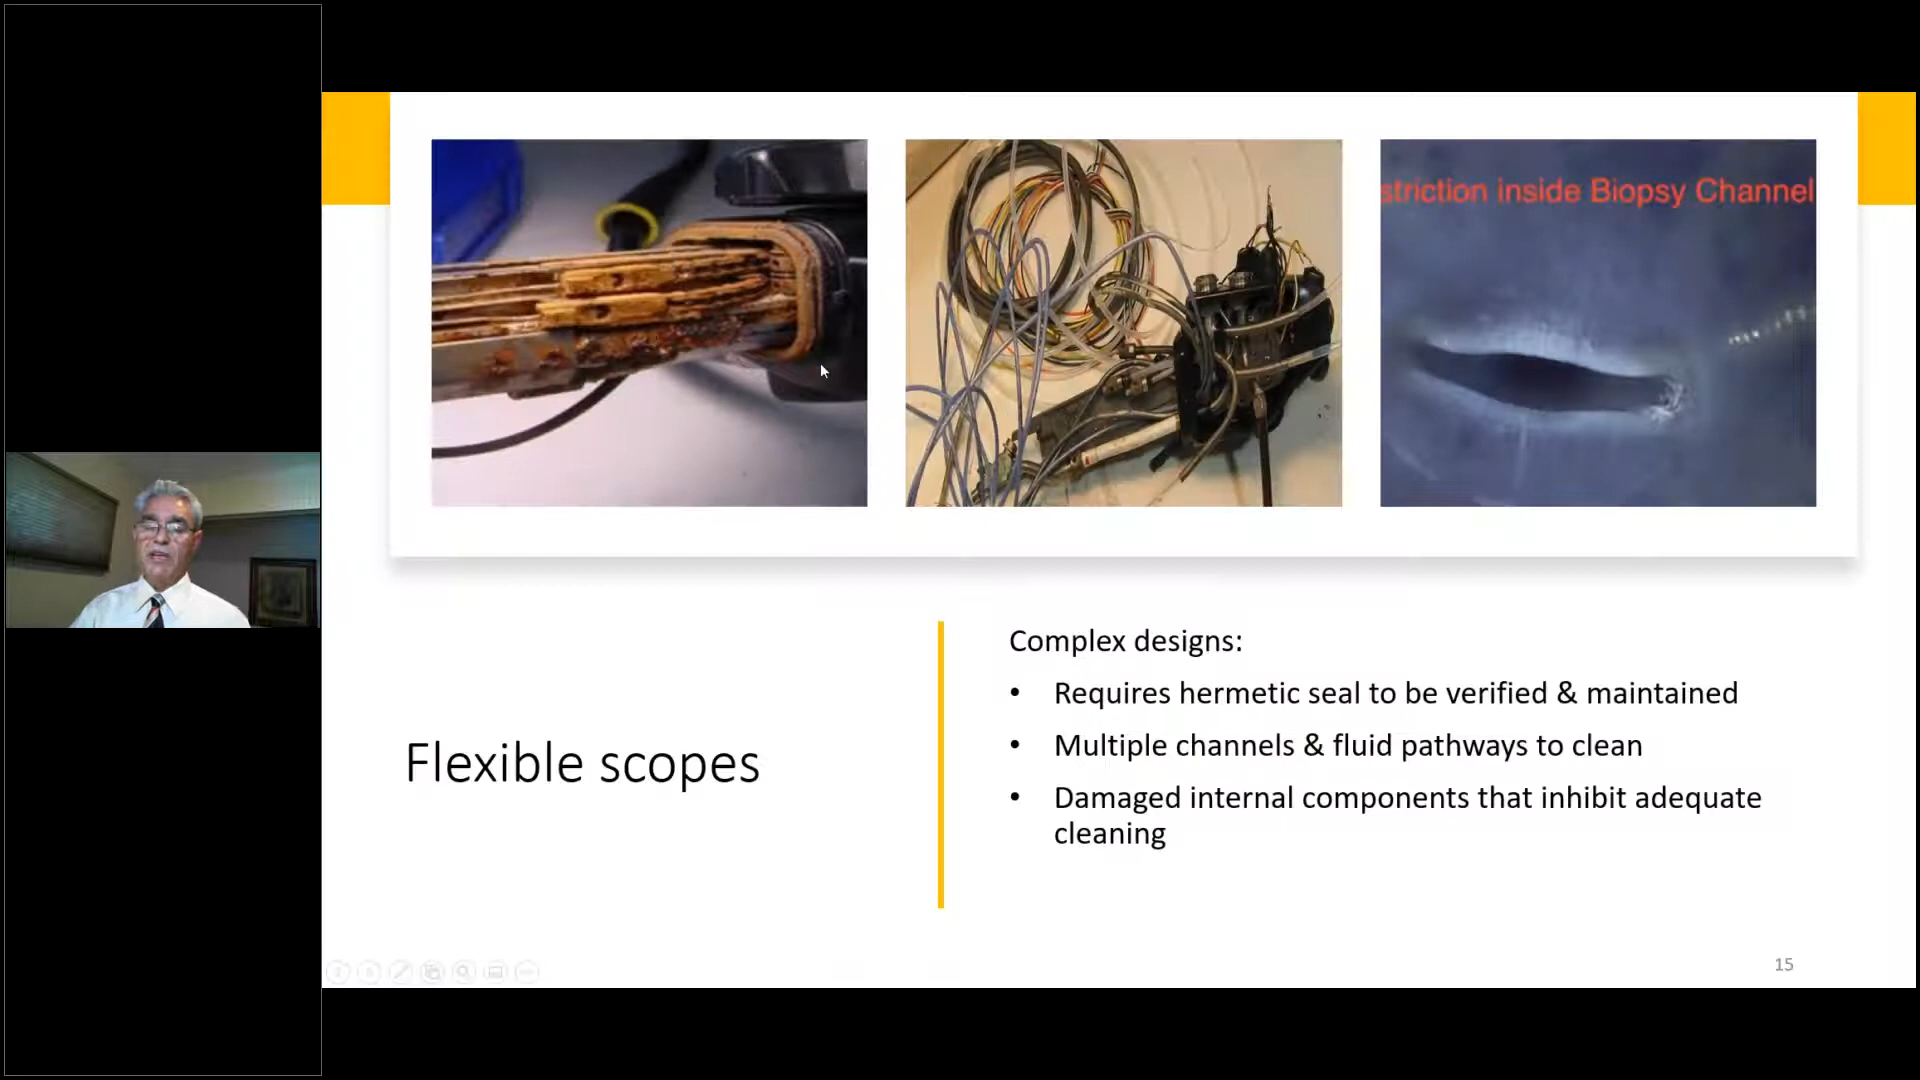 striction inside Biopsy Channel
Flexible scopes
Complex designs:
• Requires hermetic seal to be verified & maintained
• Multiple channels & fluid pathways to clean
• Damaged internal components that inhibit adequate
cleaning
15